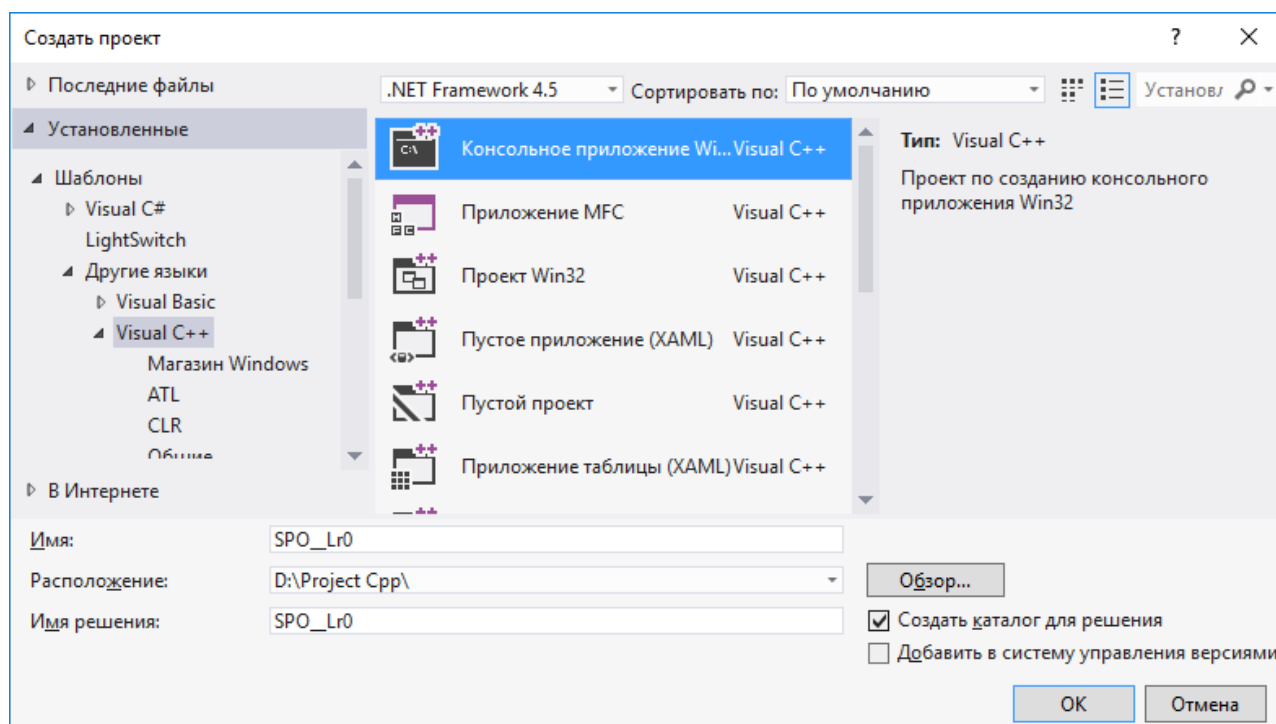 Создать проект
?
Последние файлы
.NET Framework 4.5
Сортировать по:
По умолчанию
Установл
Установленные
Шаблоны
Visual C#
LightSwitch
Другие языки
Visual Basic
Visual C++
Магазин Windows
ATL
CLR
Общие
В Интернете
C:\
Консольное приложение Wi... Visual C++
Приложение MFC Visual C++
Проект Win32 Visual C++
Пустое приложение (XAML) Visual C++
Пустой проект Visual C++
Приложение таблицы (XAML) Visual C++
Тип: Visual C++
Проект по созданию консольного
приложения Win32
Имя: SPO__Lr0
Расположение: D:\Project Cpp\
Обзор...
Имя решения: SPO__Lr0
Создать каталог для решения
Добавить в систему управления версиями
ОК
Отмена